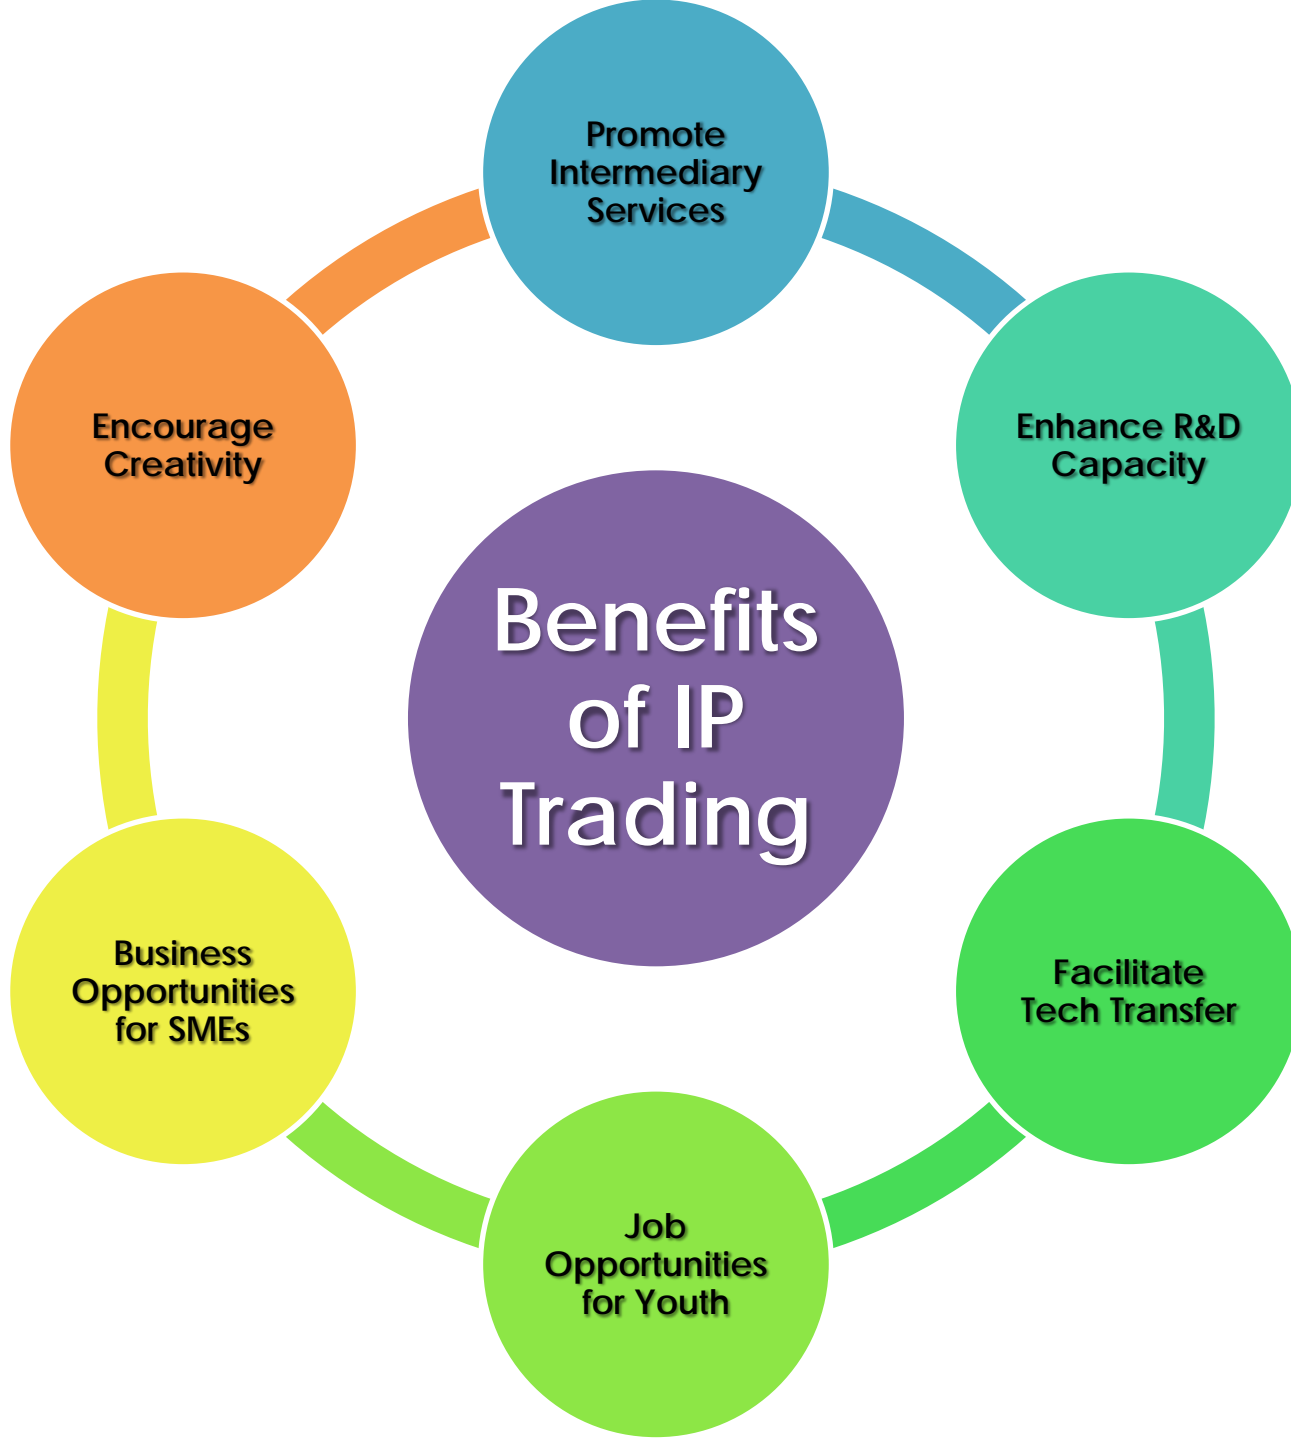 Promote
Intermediary
Services
Enhance R&D
Capacity
Facilitate
Tech Transfer
Job
Opportunities
for Youth
Business
Opportunities
for SMEs
Encourage
Creativity
Benefits
of IP
Trading